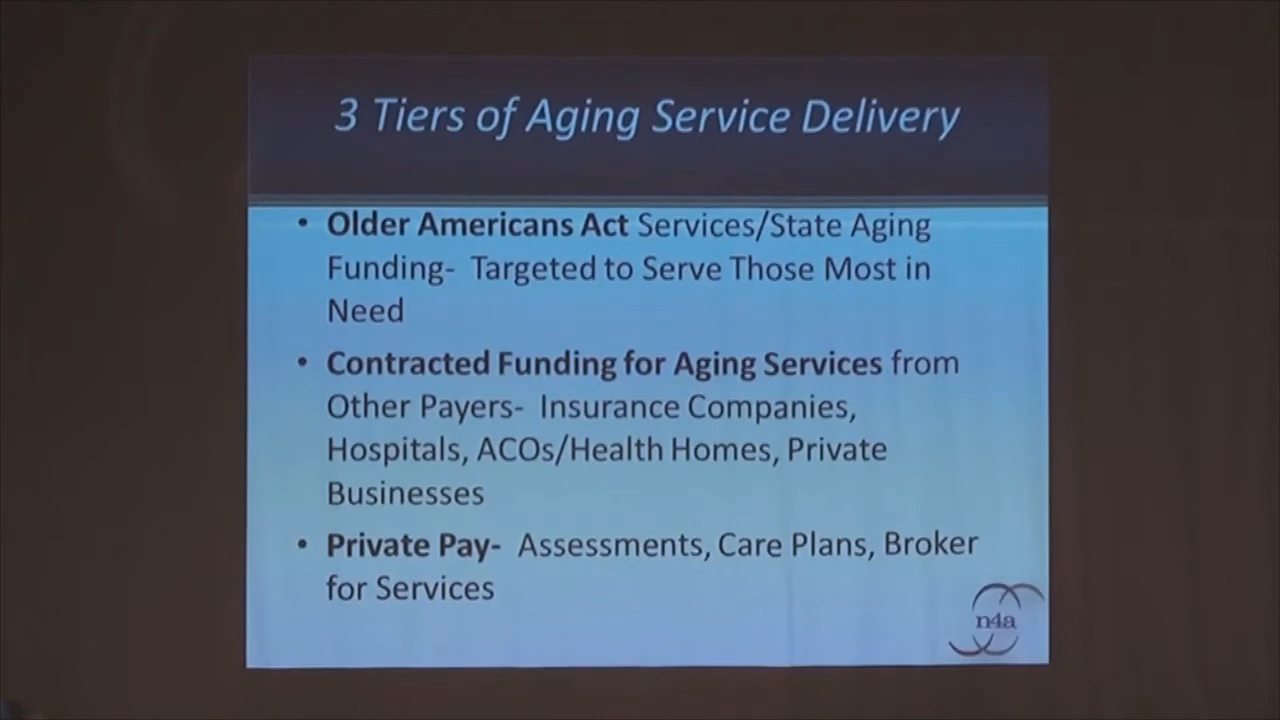 3 Tiers of Aging Service Delivery
• Older Americans Act Services/State Aging
Funding- Targeted to Serve Those Most in
Need
• Contracted Funding for Aging Services from
Other Payers- Insurance Companies,
Hospitals, ACOs/Health Homes, Private
Businesses
• Private Pay- Assessments, Care Plans, Broker
for Services
n4a